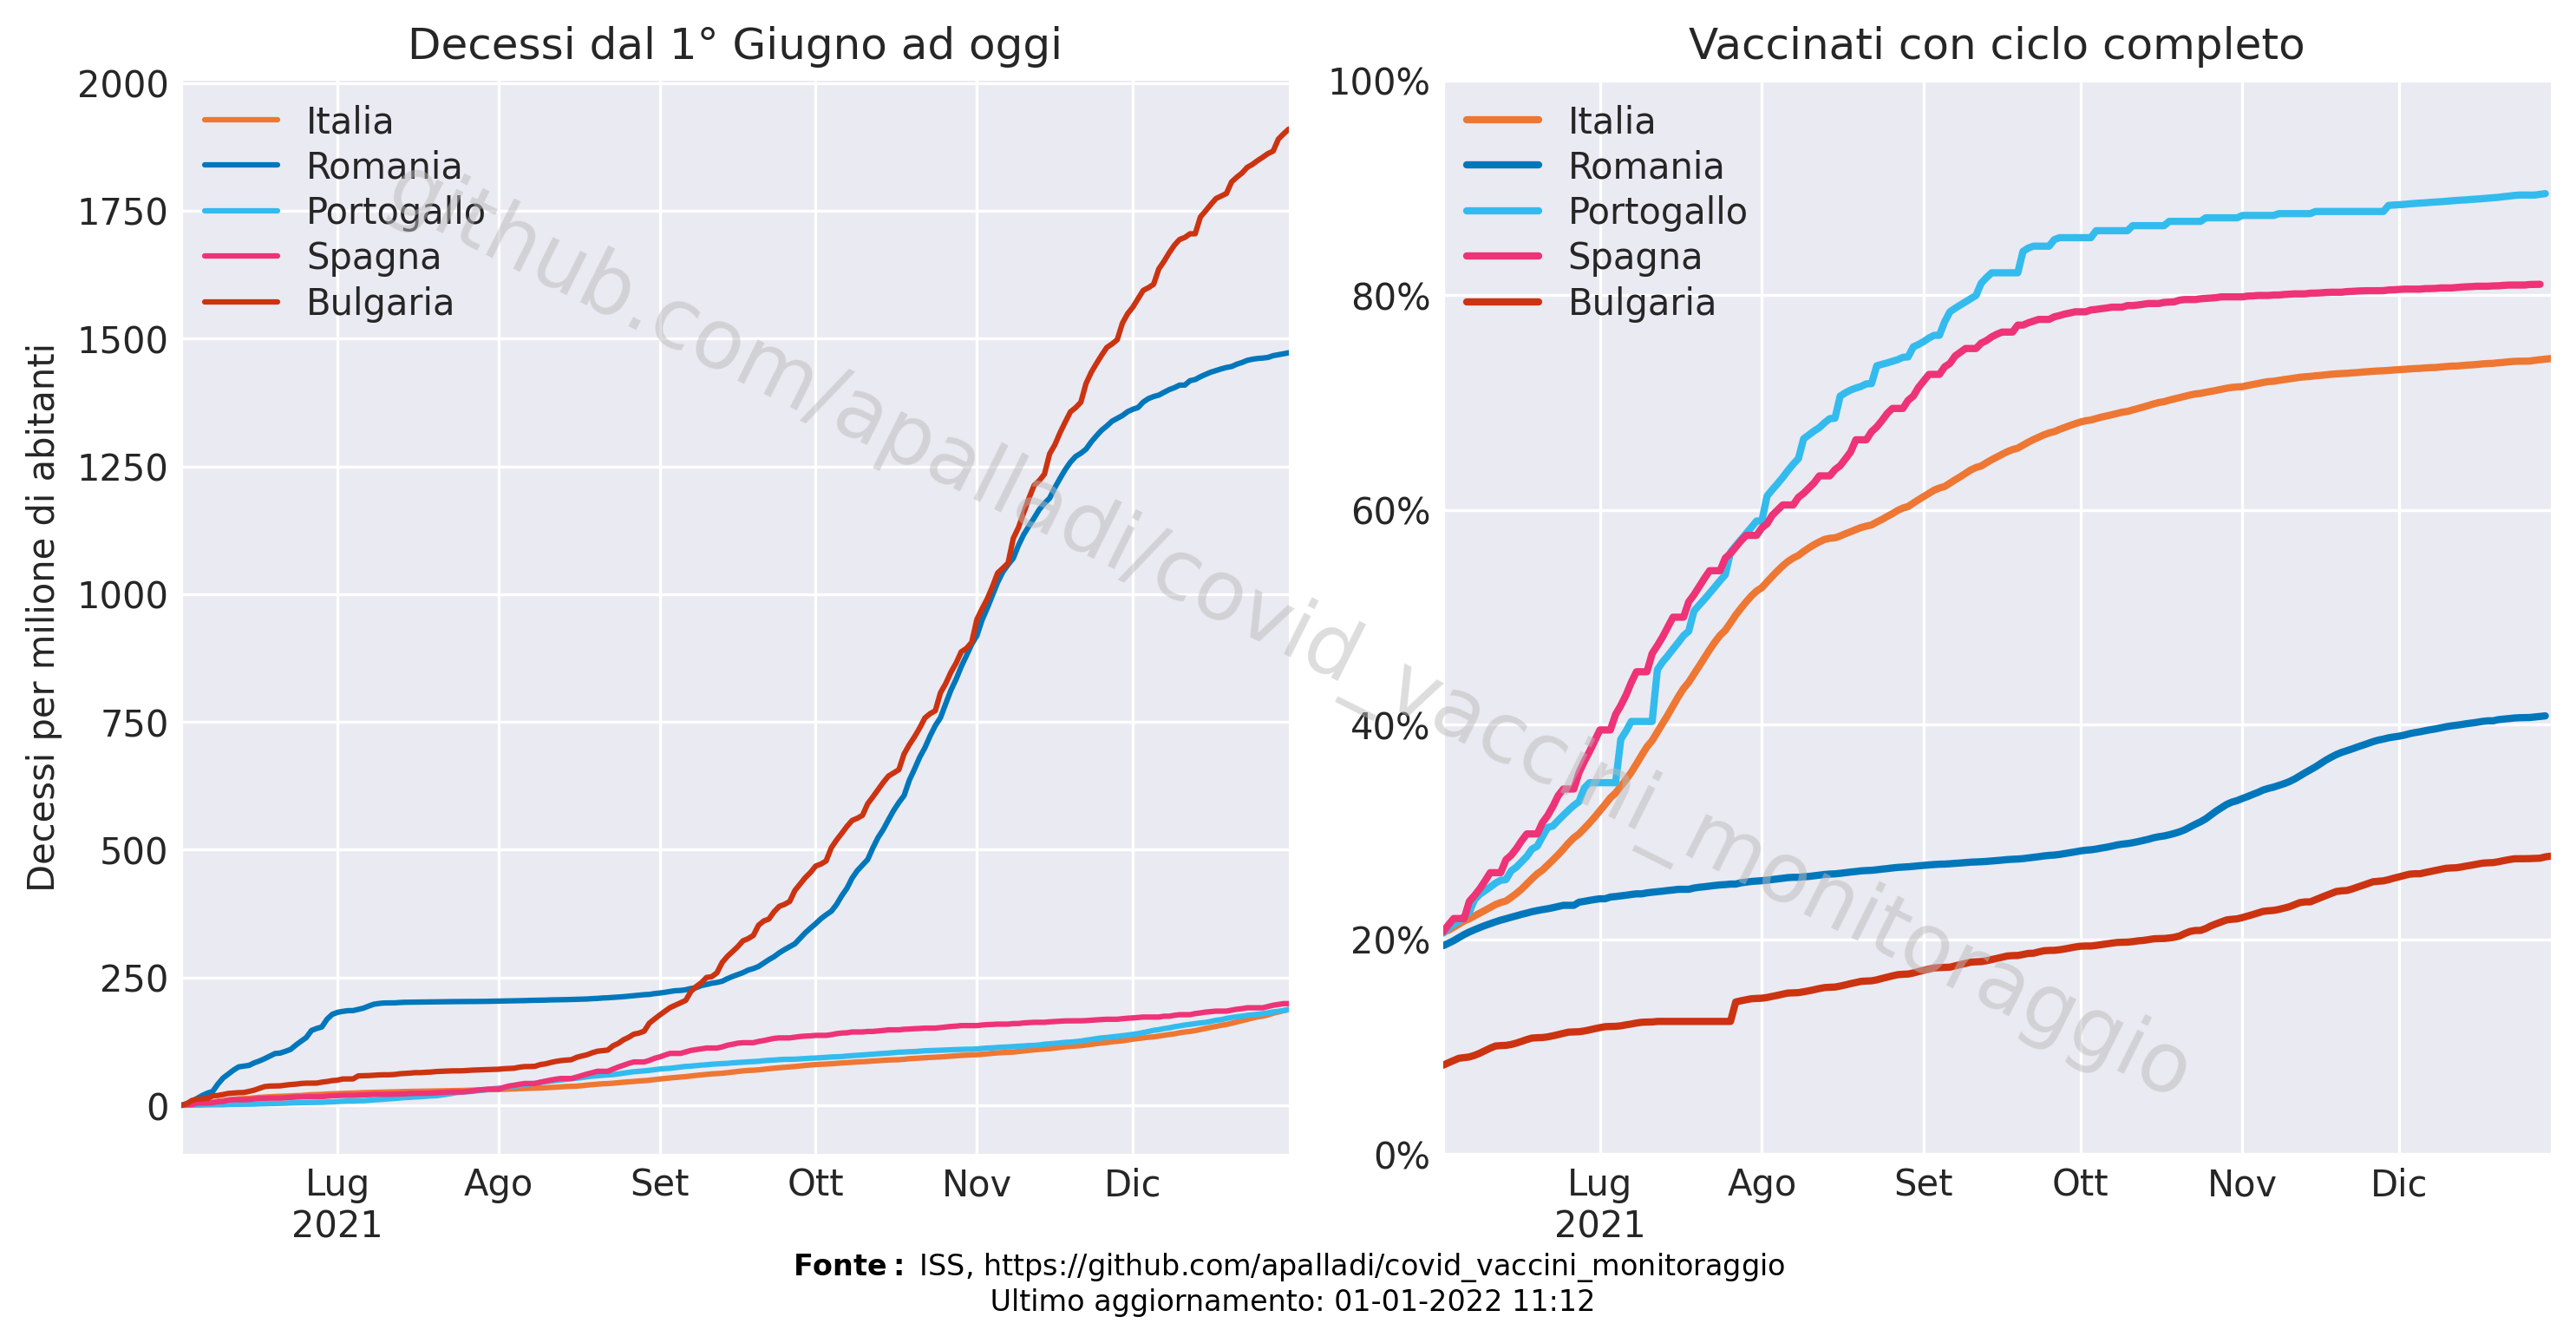 Decessi dal 1° Giugno ad oggi
Decessi per milione di abitanti
2000
1750
1500
1250
1000
750
500
250
0
Italia
Romania
Portogallo
Spagna
Bulgaria
Lug
2021
Ago
Set
Ott
Nov
Dic
Vaccinati con ciclo completo
100%
80%
60%
40%
20%
0%
Italia
Romania
Portogallo
Spagna
Bulgaria
Lug
2021
Ago
Set
Ott
Nov
Dic
github.com/apalladi/covid_vaccini_monitoraggio
Fonte: ISS, https://github.com/apalladi/covid_vaccini_monitoraggio
Ultimo aggiornamento: 01-01-2022 11:12